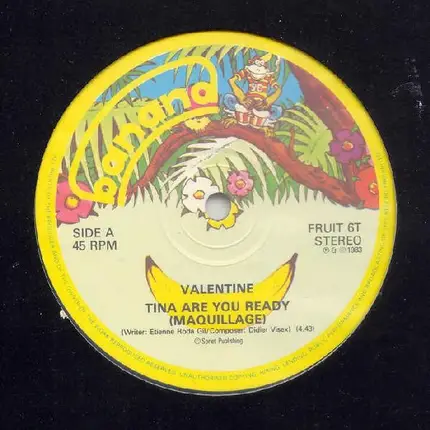 banana
SIDE A
45 RPM
FRUIT 6T
STEREO
Ⓟ © 1983
VALENTINE
TINA ARE YOU READY
(MAQUILLAGE)
(Writer: Etienne Roda Gil/Composer: Didier Visex) (4.43)
© Sonet Publishing